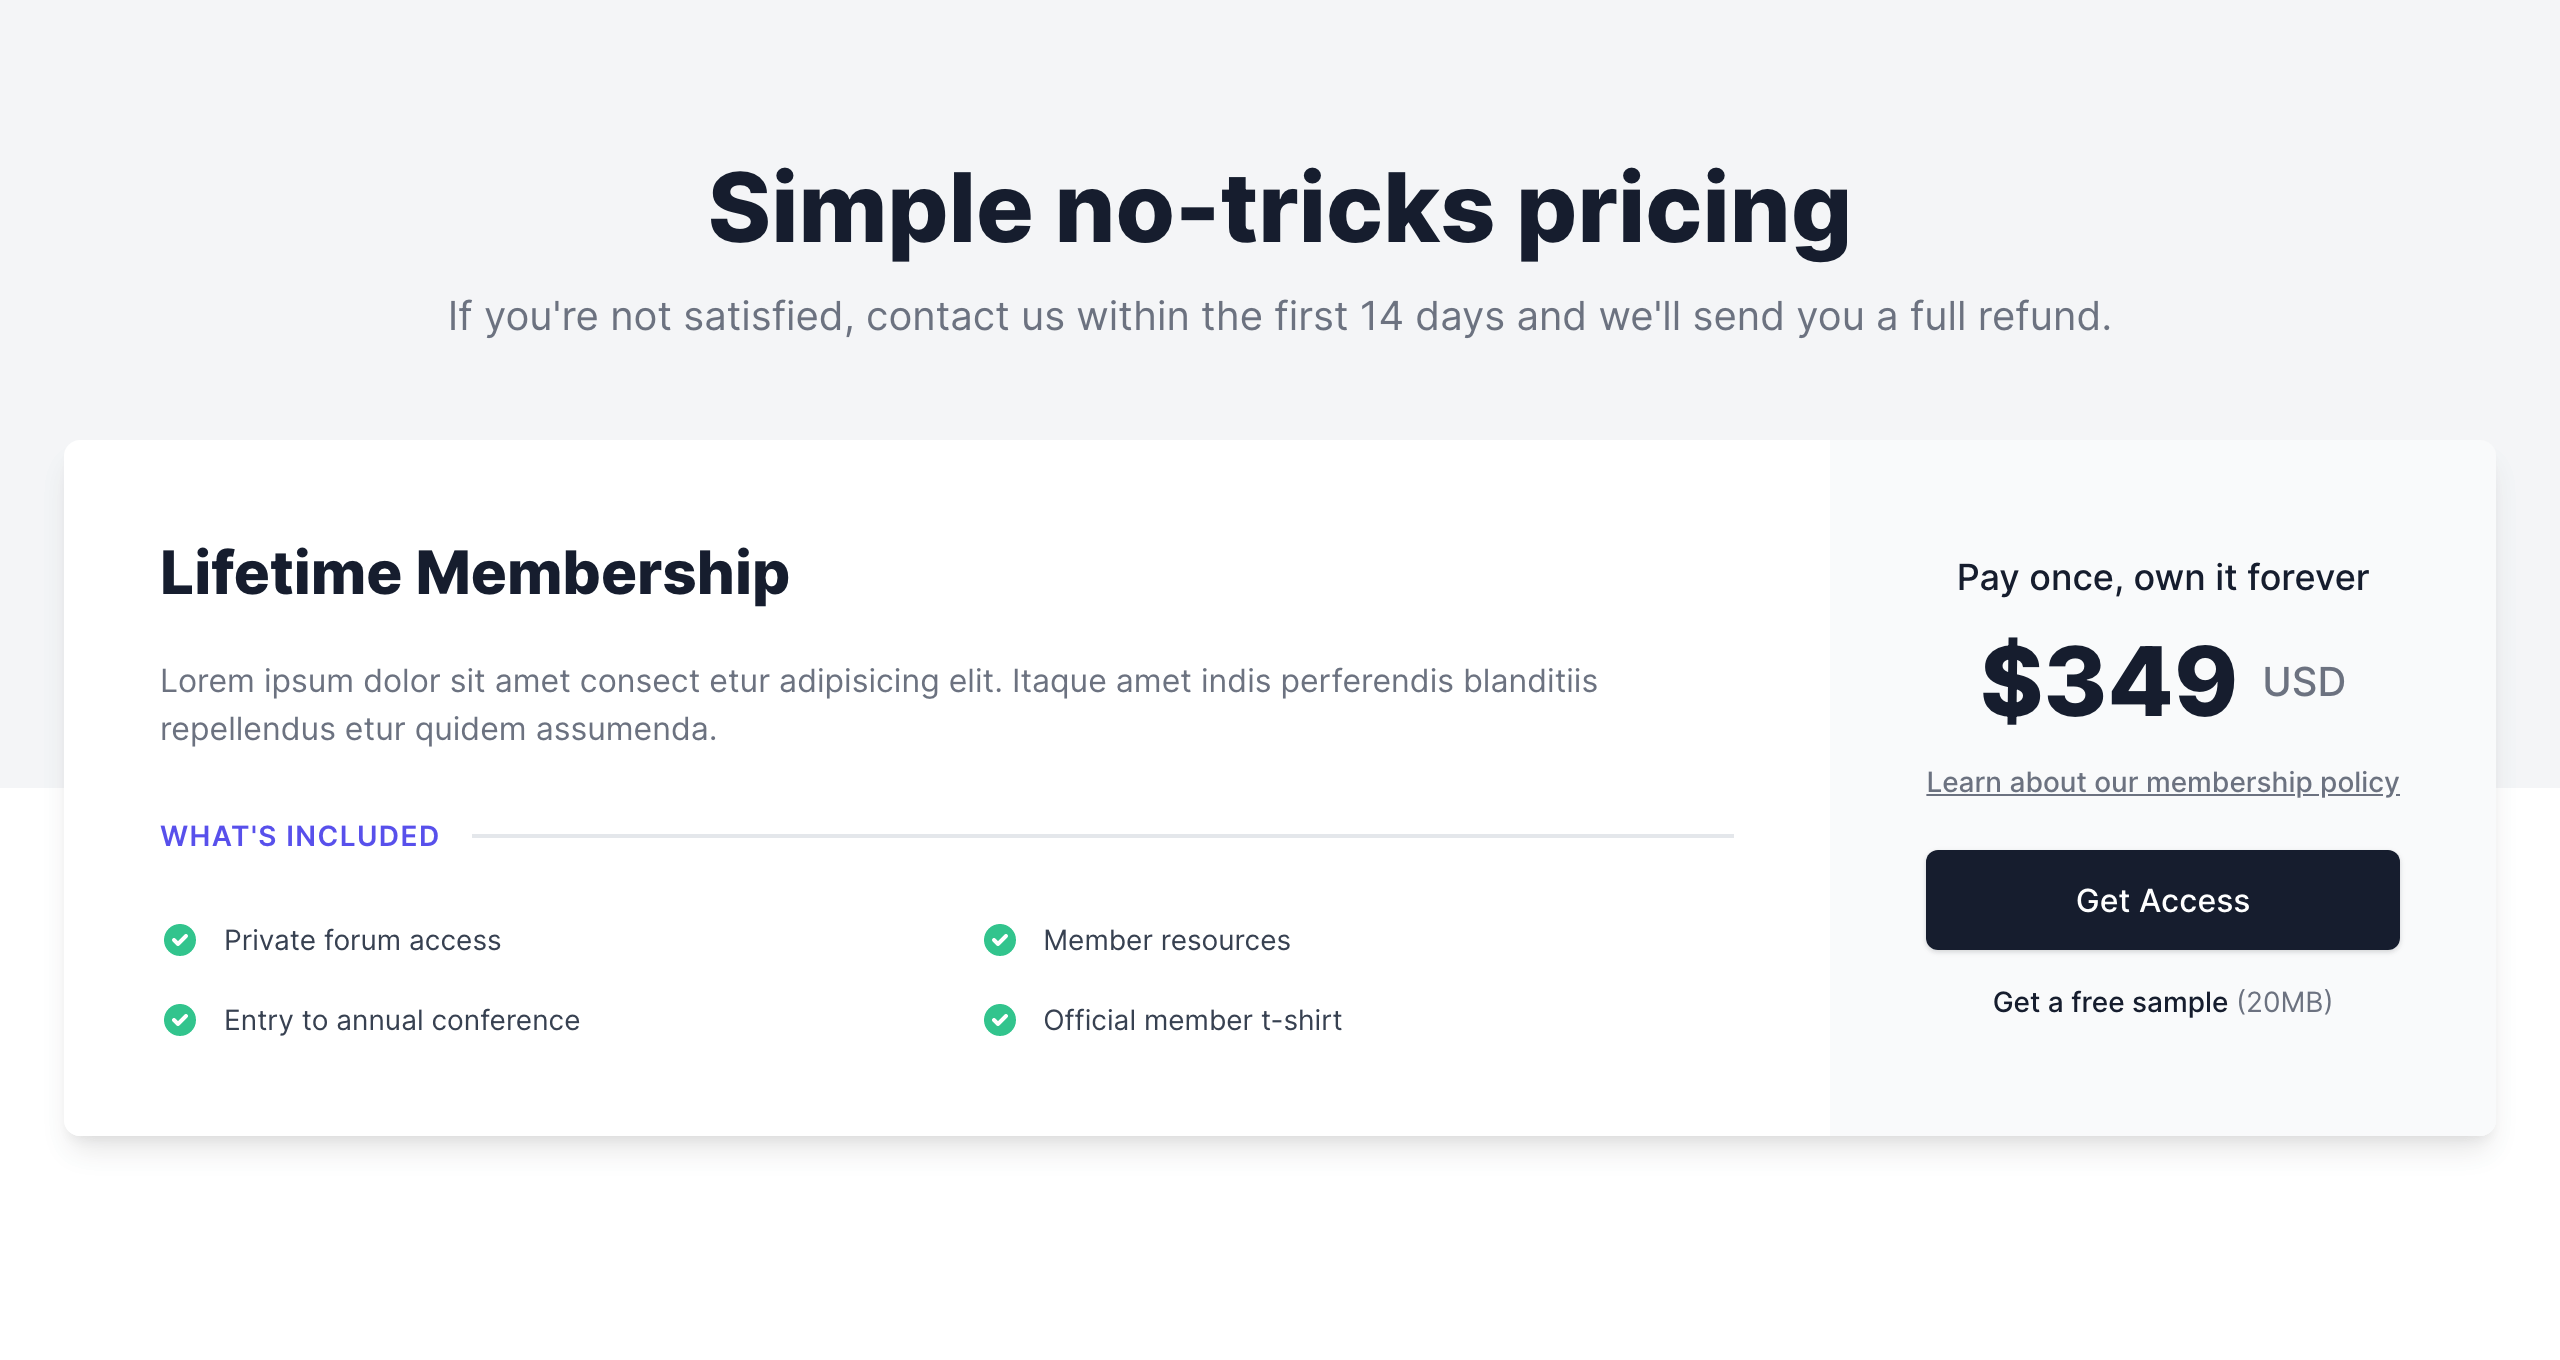 Simple no-tricks pricing
If you're not satisfied, contact us within the first 14 days and we'll send you a full refund.
Lifetime Membership
Lorem ipsum dolor sit amet consect etur adipisicing elit. Itaque amet indis perferendis blanditiis
repellendus etur quidem assumenda.
WHAT'S INCLUDED
Private forum access
Member resources
Entry to annual conference
Official member t-shirt
Pay once, own it forever
$349 USD
Learn about our membership policy
Get Access
Get a free sample (20MB)